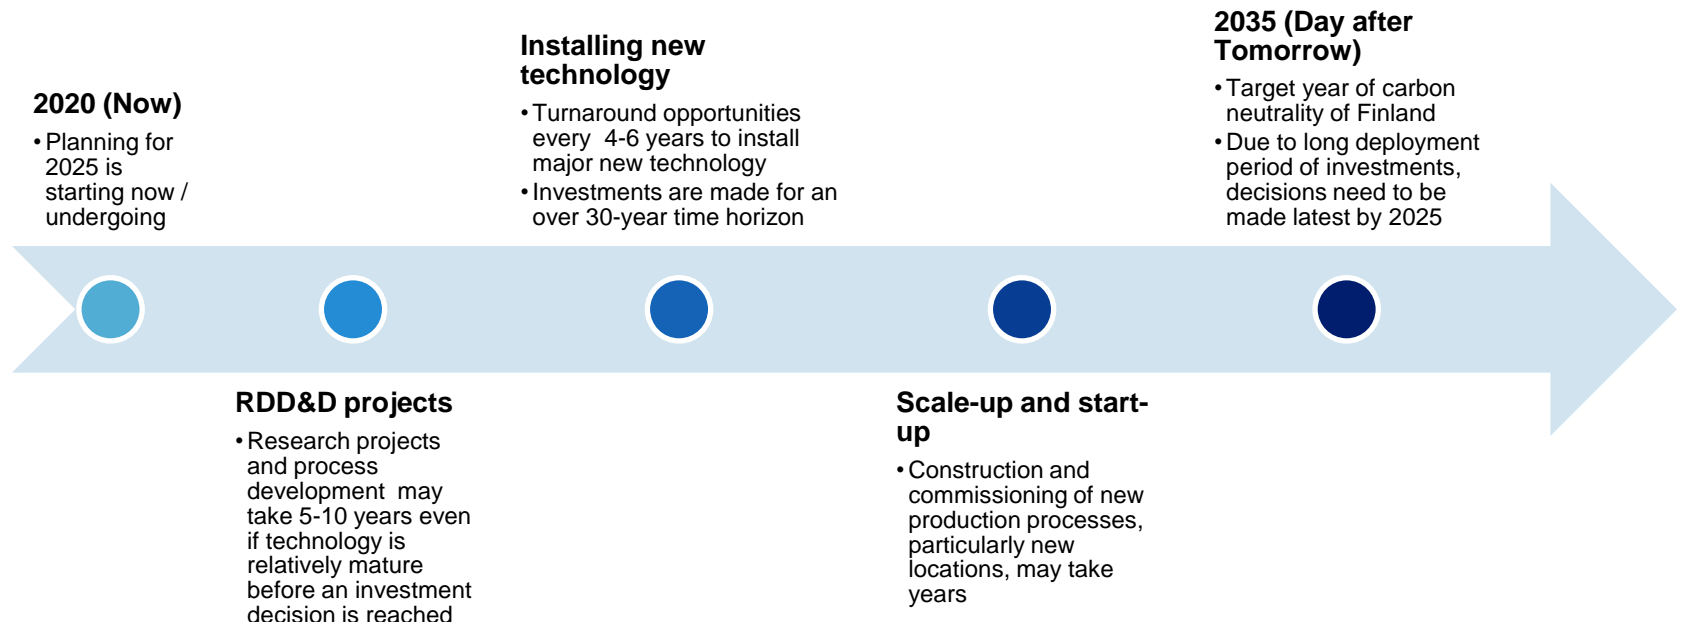 2020 (Now)
• Planning for
2025 is
starting now /
undergoing
RDD&D projects
• Research projects
and process
development  may
take 5-10 years even
if technology is
relatively mature
before an investment
decision is reached
Installing new
technology
• Turnaround opportunities
every  4-6 years to install
major new technology
• Investments are made for an
over 30-year time horizon
Scale-up and start-
up
• Construction and
commissioning of new
production processes,
particularly new
locations, may take
years
2035 (Day after
Tomorrow)
• Target year of carbon
neutrality of Finland
• Due to long deployment
period of investments,
decisions need to be
made latest by 2025